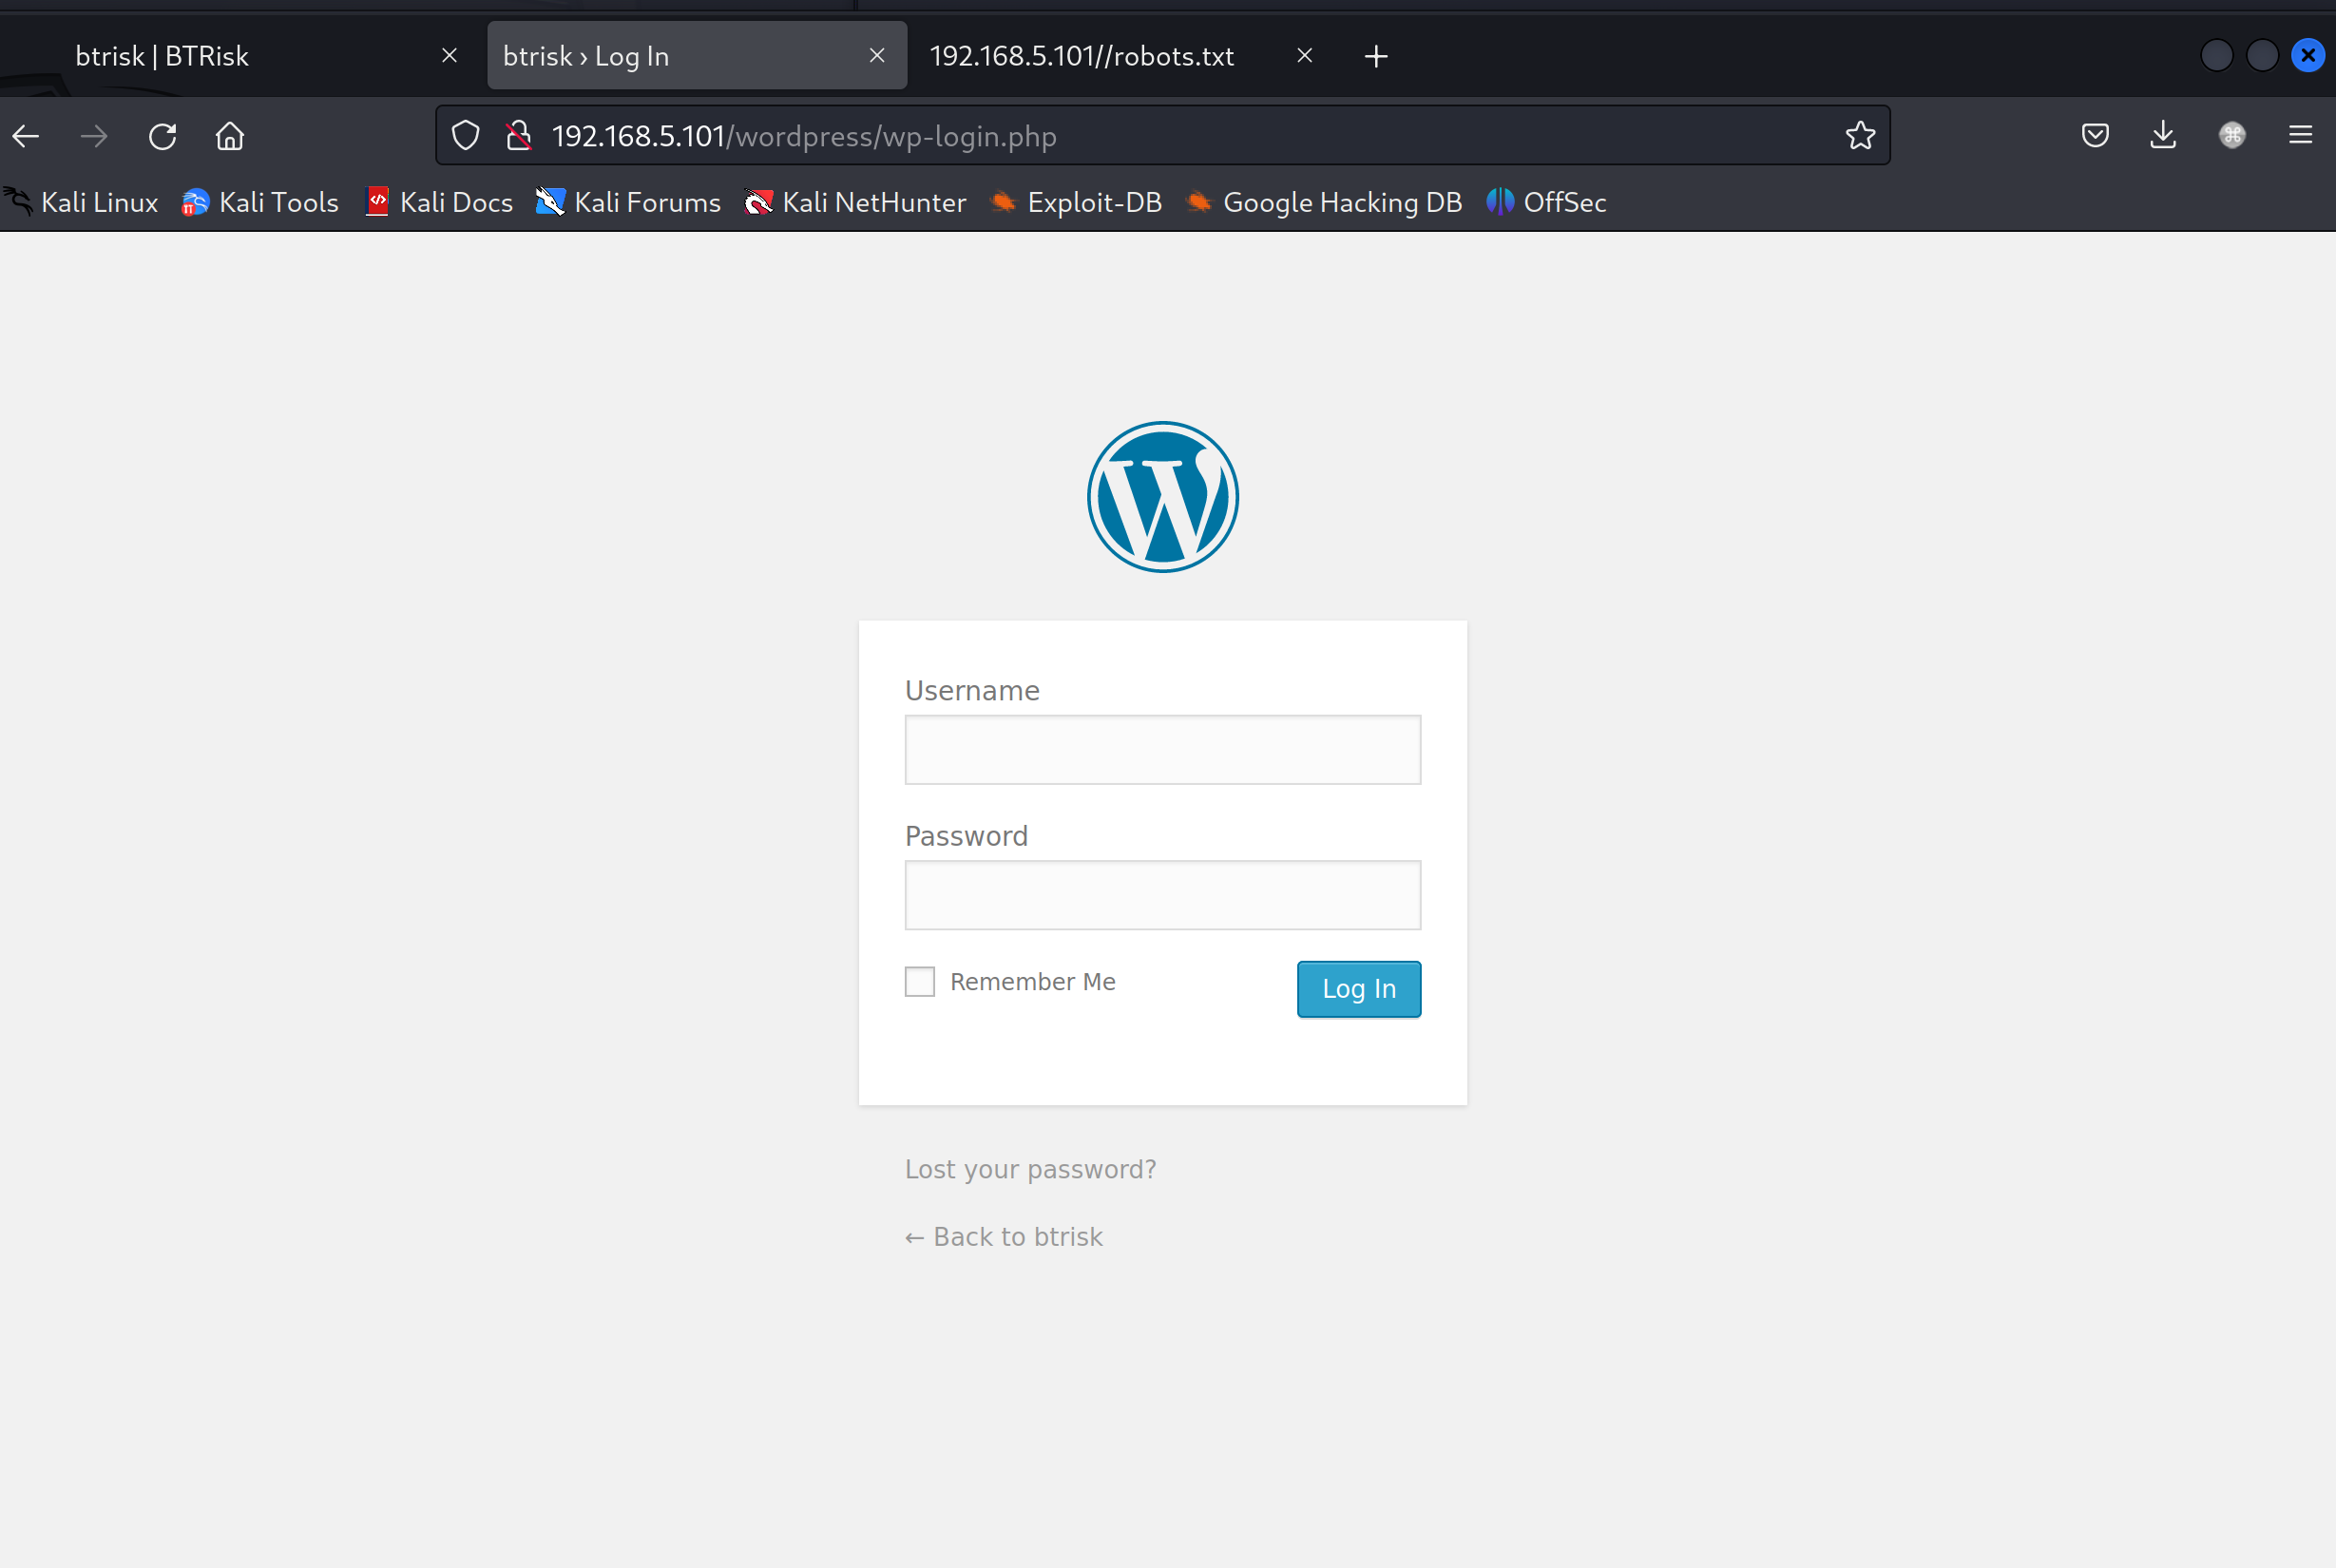 btrisk | BTRisk
btrisk › Log In
192.168.5.101//robots.txt
192.168.5.101/wordpress/wp-login.php
Kali Linux Kali Tools Kali Docs Kali Forums Kali NetHunter Exploit-DB Google Hacking DB OffSec
Username
Password
Remember Me
Log In
Lost your password?
← Back to btrisk